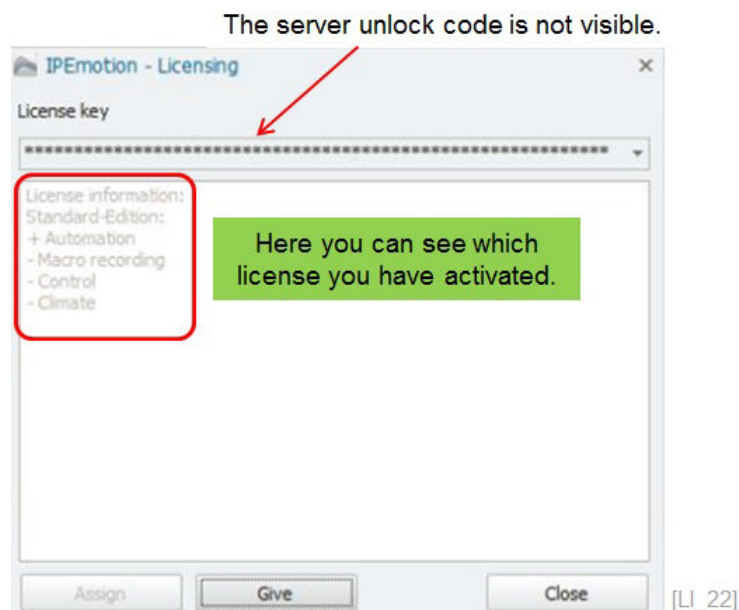 The server unlock code is not visible.
IPEmotion - Licensing
License key
************************************************************
License information:
Standard-Edition:
+ Automation
- Macro recording
- Control
- Climate
Here you can see which
license you have activated.
Assign
Give
Close
[LI_22]